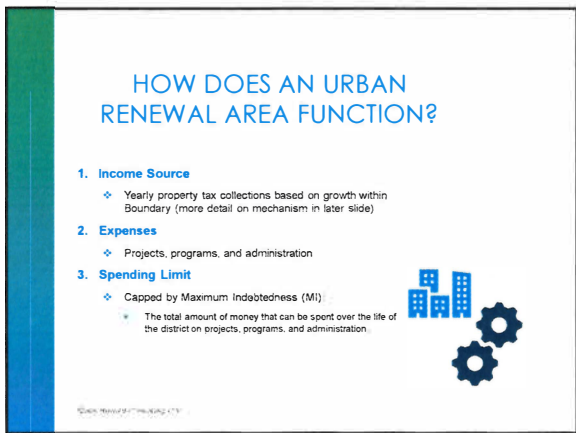 HOW DOES AN URBAN
RENEWAL AREA FUNCTION?
1. Income Source
❖ Yearly property tax collections based on growth within
Boundary (more detail on mechanism in later slide)
2. Expenses
❖ Projects, programs, and administration
3. Spending Limit
❖ Capped by Maximum Indebtedness (MI)
The total amount of money that can be spent over the life of
the district on projects, programs, and administration